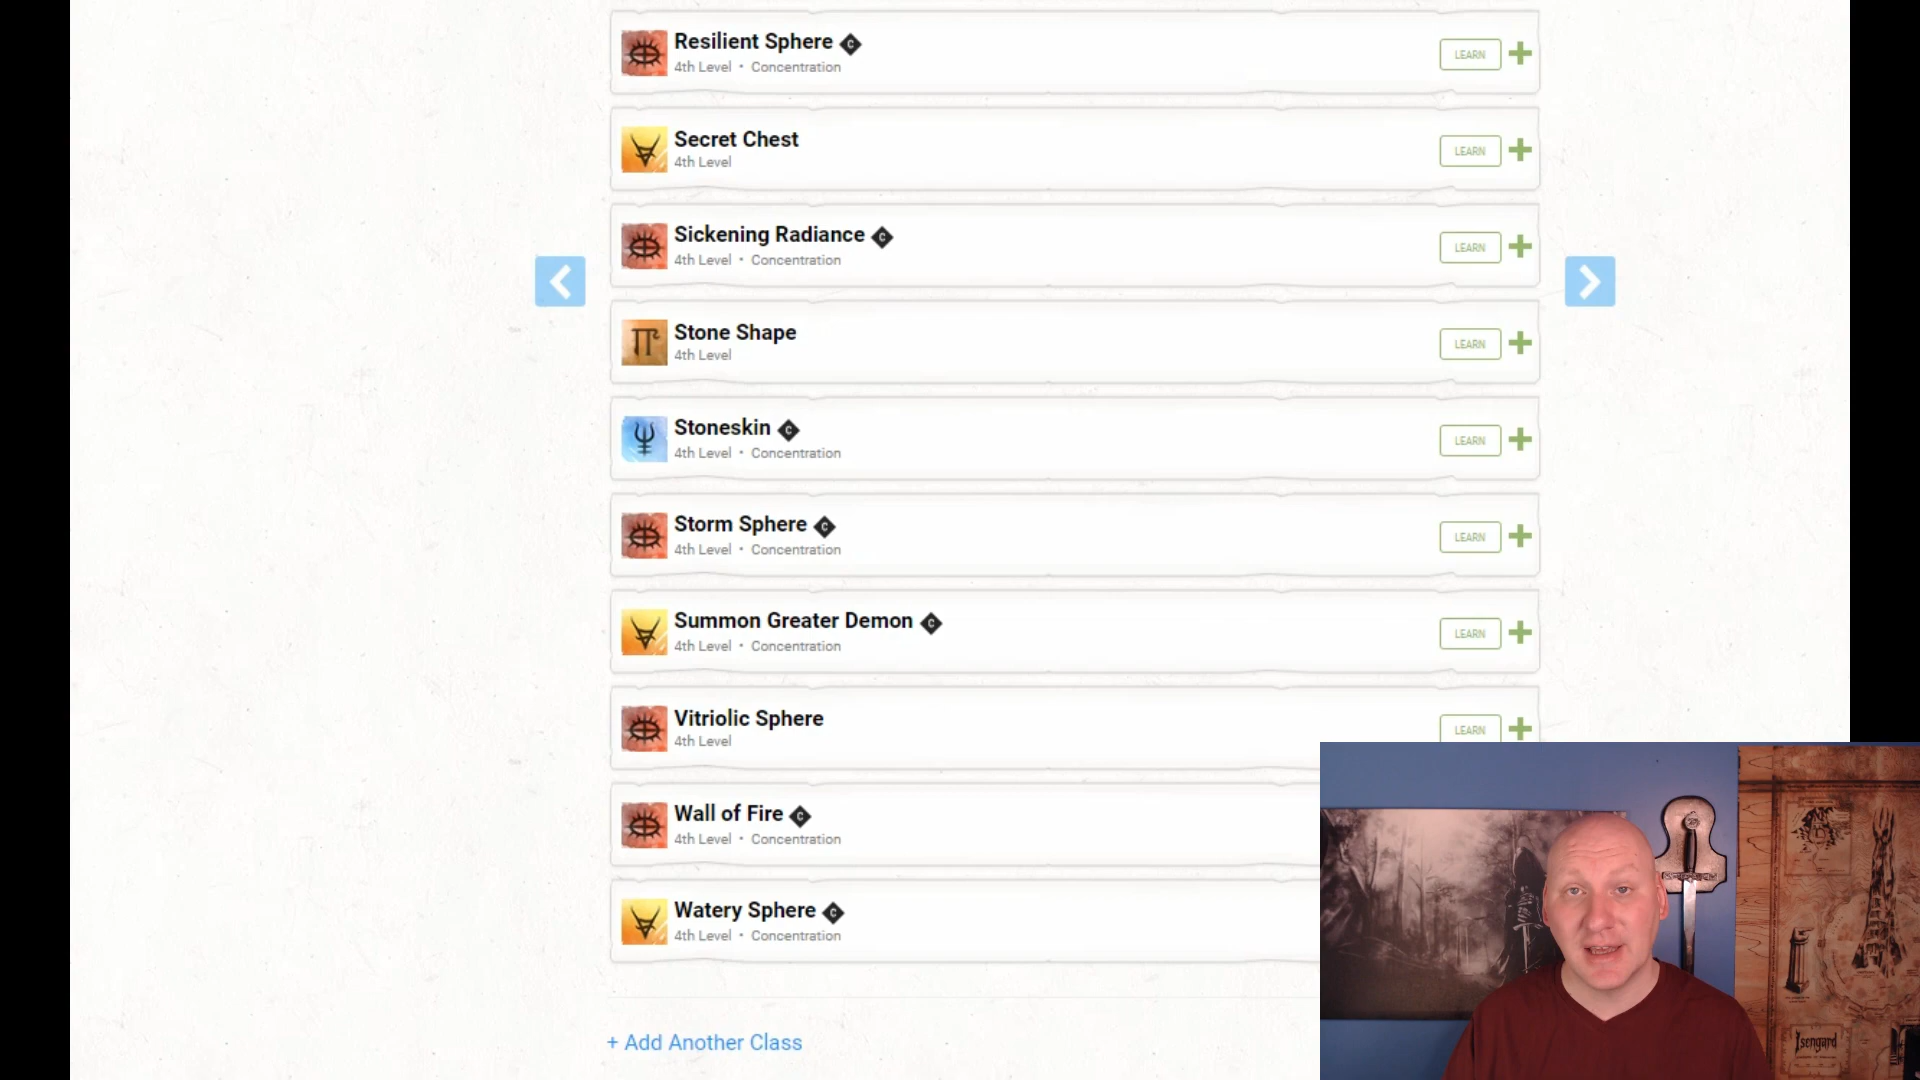 Resilient Sphere C
4th Level • Concentration
LEARN
Secret Chest
4th Level
LEARN
Sickening Radiance C
4th Level • Concentration
LEARN
Stone Shape
4th Level
LEARN
Stoneskin C
4th Level • Concentration
LEARN
Storm Sphere C
4th Level • Concentration
LEARN
Summon Greater Demon C
4th Level • Concentration
LEARN
Vitriolic Sphere
4th Level
LEARN
Wall of Fire C
4th Level • Concentration
Watery Sphere C
4th Level • Concentration
+ Add Another Class
Isengard